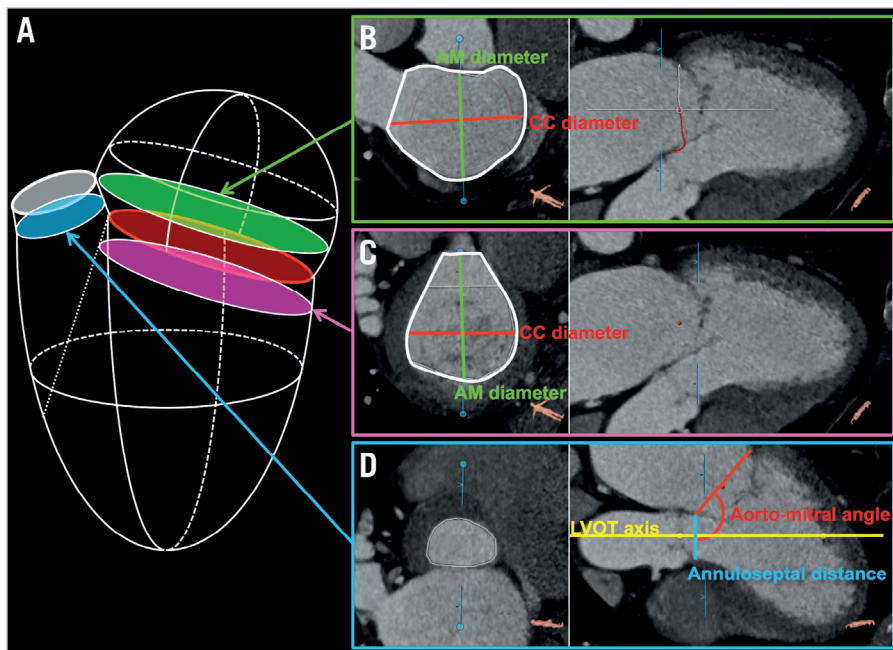 A
B
AM diameter
CC diameter
C
CC diameter
AM diameter
D
LVOT axis
Aorto-mitral angle
Annuloseptal distance